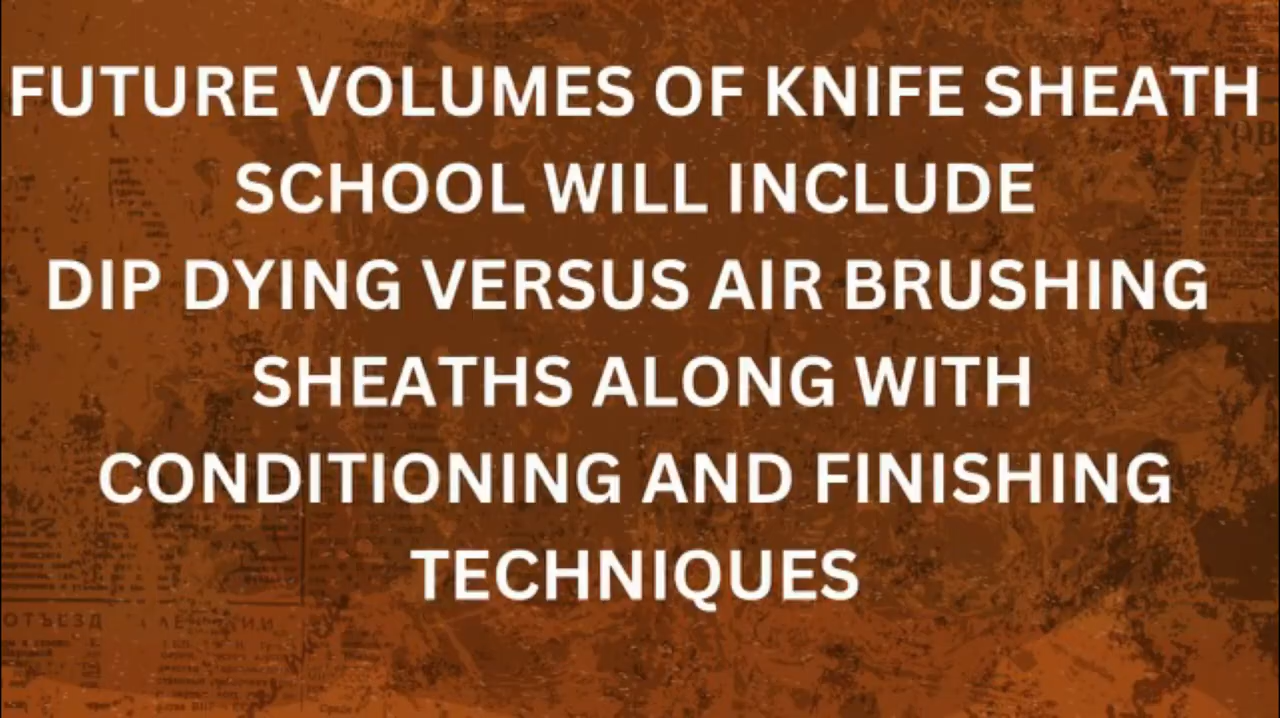 FUTURE VOLUMES OF KNIFE SHEATH
SCHOOL WILL INCLUDE
DIP DYING VERSUS AIR BRUSHING
SHEATHS ALONG WITH
CONDITIONING AND FINISHING
TECHNIQUES
ОТЪЕЗД